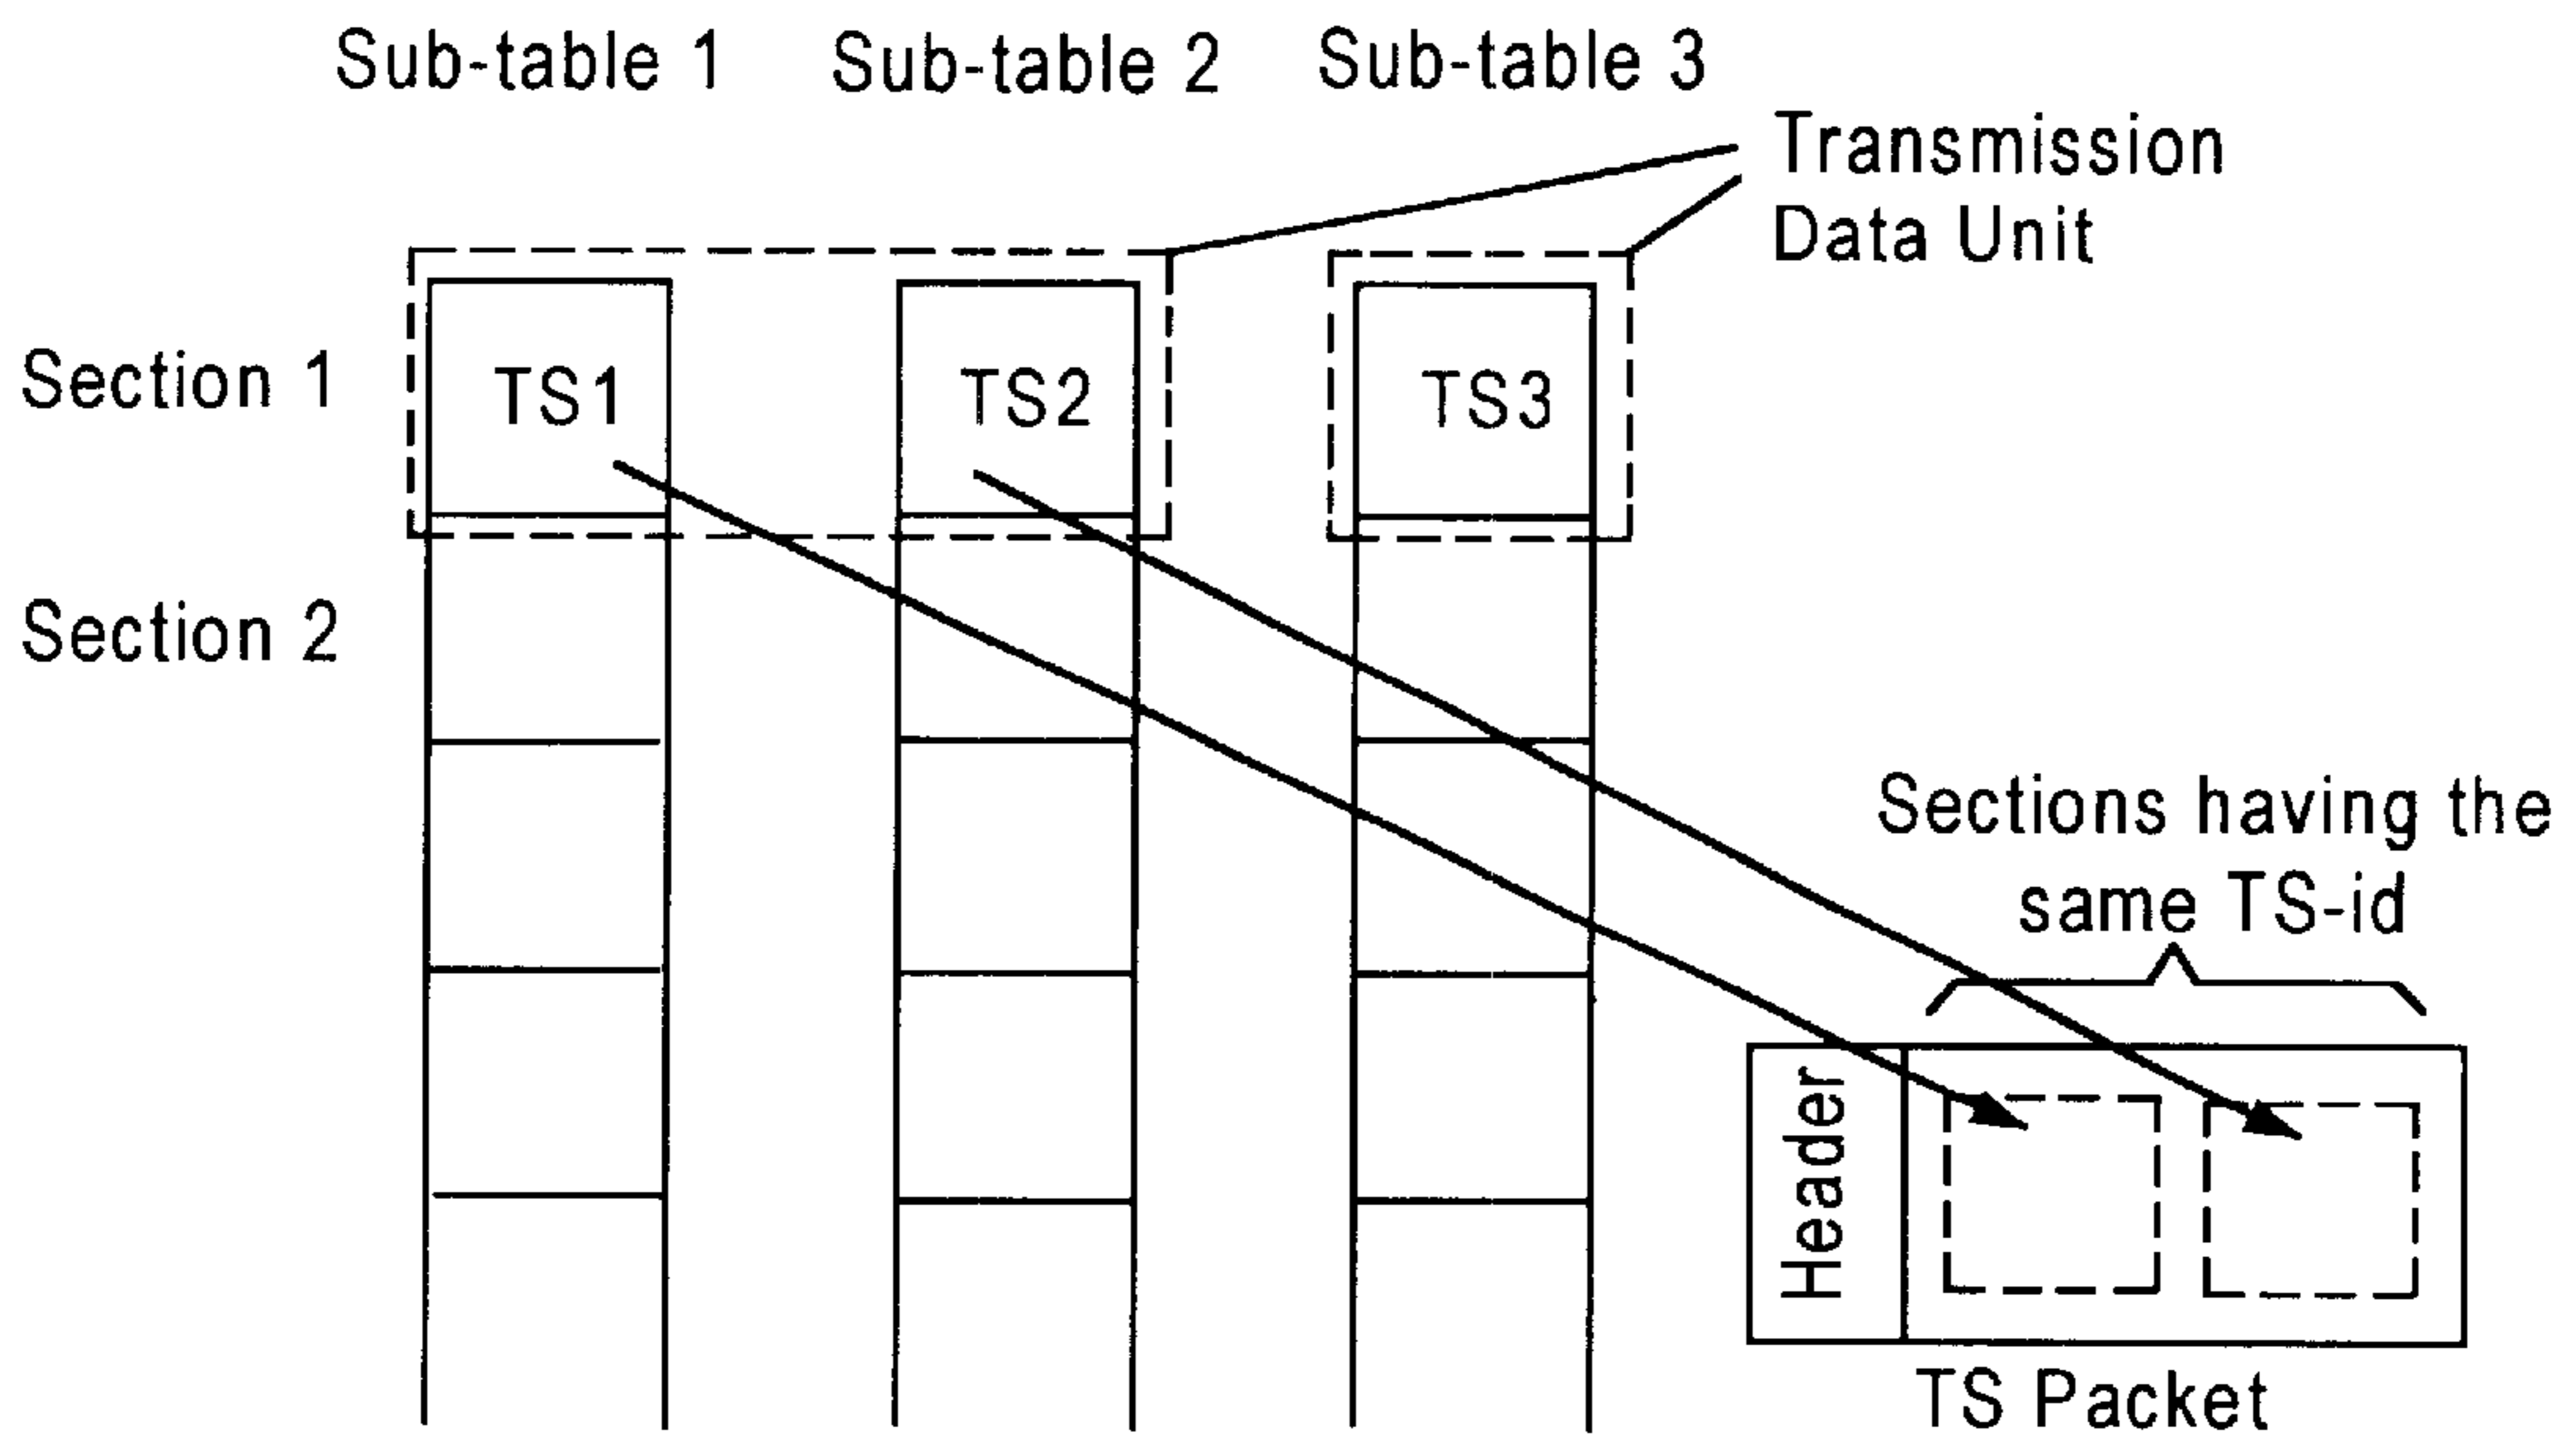 Sub-table 1 Sub-table 2 Sub-table 3
Transmission
Data Unit
Section 1 TS1 TS2 TS3
Section 2
Sections having the
same TS-id
Header
TS Packet